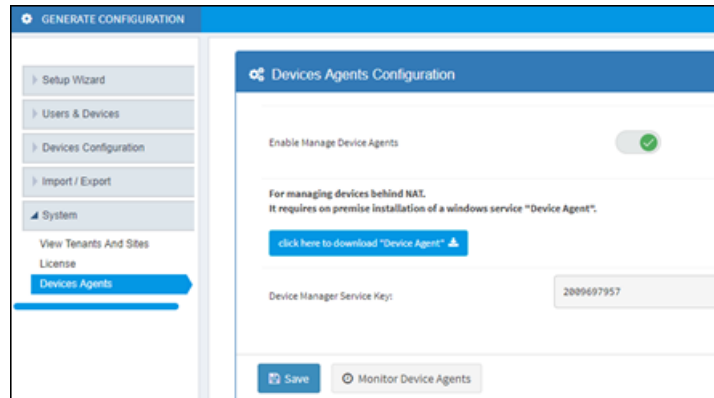 GENERATE CONFIGURATION
Setup Wizard
Users & Devices
Devices Configuration
Import / Export
System
View Tenants And Sites
License
Devices Agents
Devices Agents Configuration
Enable Manage Device Agents
For managing devices behind NAT.
It requires on premise installation of a windows service "Device Agent".
click here to download "Device Agent"
Device Manager Service Key:
2009697957
Save
Monitor Device Agents